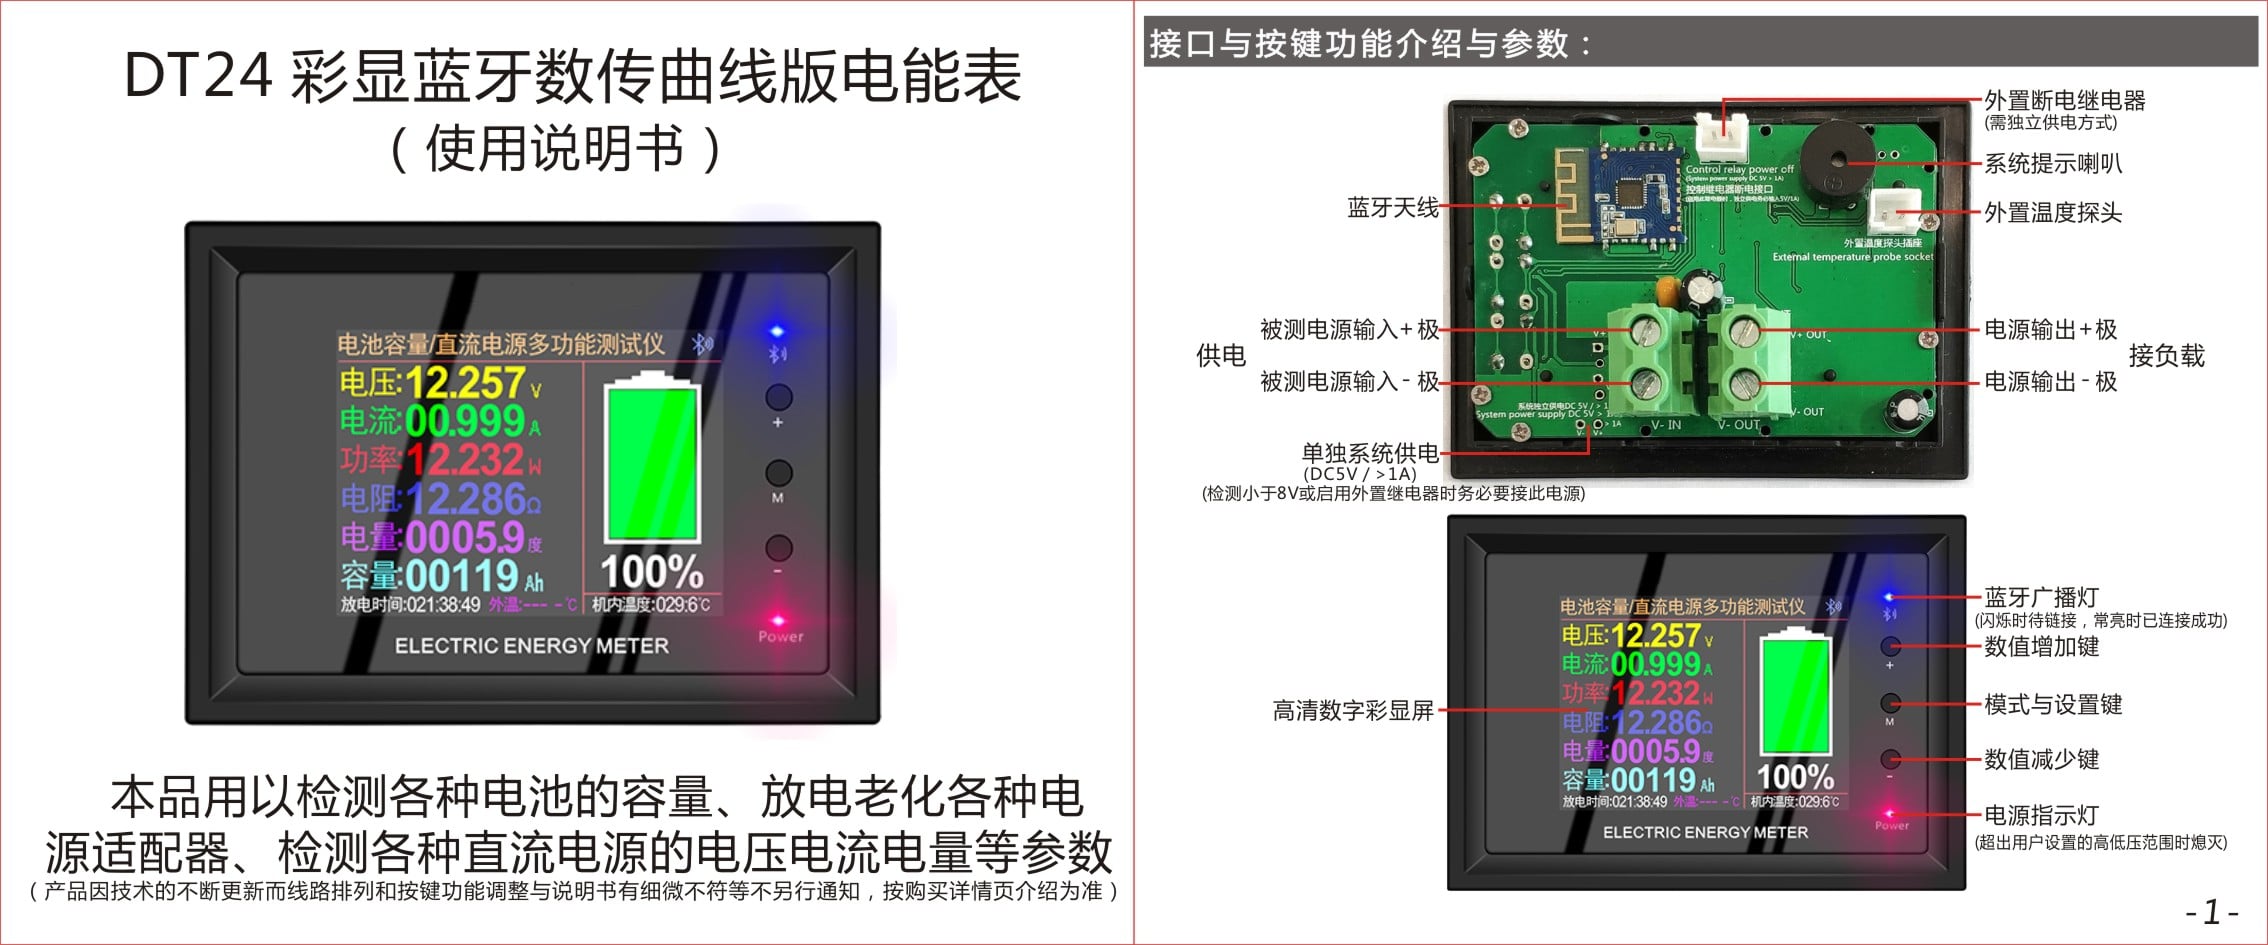 DT24 彩显蓝牙数传曲线版电能表
（使用说明书）
电池容量/直流电源多功能测试仪
电压:12.257 V
电流:00.999 A
功率:12.232 W
电阻:12.286Ω
电量:0005.9 度
容量:00119 Ah
100%
放电时间:021:38:49 外温:--- -℃
机内温度:029:6℃
+
M
-
Power
ELECTRIC ENERGY METER
本品用以检测各种电池的容量、放电老化各种电
源适配器、检测各种直流电源的电压电流电量等参数
（产品因技术的不断更新而线路排列和按键功能调整与说明书有细微不符等不另行通知，按购买详情页介绍为准）
接口与按键功能介绍与参数：
外置断电继电器
(需独立供电方式)
系统提示喇叭
外置温度探头
蓝牙天线
Control relay power off
(System power supply DC 5V > 1A)
控制继电器断电接口
外置温度探头插座
External temperature probe socket
供电
被测电源输入+极
被测电源输入-极
电源输出+极
电源输出-极
接负载
V+
V+ OUT
V- OUT
系统独立供电DC 5V / > 1
System power supply DC 5V >
> 1A
V- V+
V- IN
V- OUT
单独系统供电
(DC5V / >1A)
(检测小于8V或启用外置继电器时务必要接此电源)
高清数字彩显屏
电池容量/直流电源多功能测试仪
电压:12.257 V
电流:00.999 A
功率:12.232 W
电阻:12.286Ω
电量:0005.9 度
容量:00119 Ah
100%
放电时间:021:38:49 外温:--- -℃
机内温度:029:6℃
+
M
-
Power
ELECTRIC ENERGY METER
蓝牙广播灯
(闪烁时待链接，常亮时已连接成功)
数值增加键
模式与设置键
数值减少键
电源指示灯
(超出用户设置的高低压范围时熄灭)
-1-